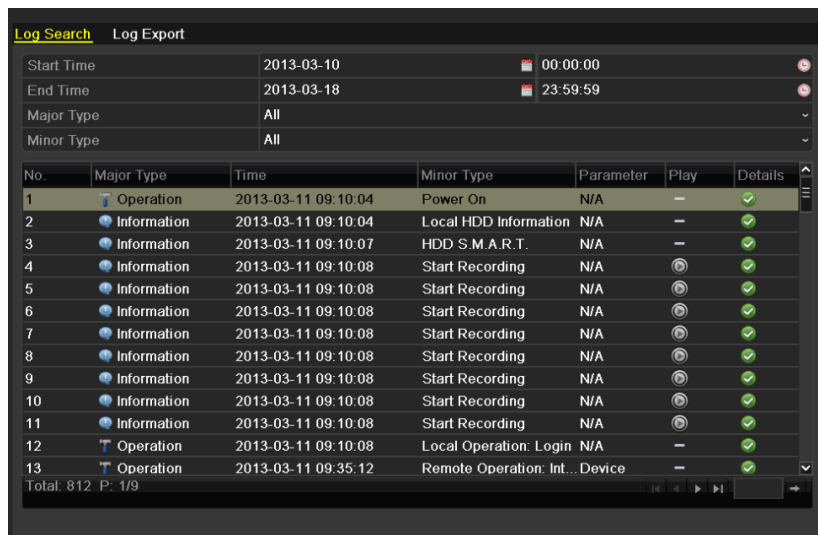 Log Search Log Export
Start Time 2013-03-10 00:00:00
End Time 2013-03-18 23:59:59
Major Type All
Minor Type All
No. Major Type Time Minor Type Parameter Play Details
1 Operation 2013-03-11 09:10:04 Power On N/A –
2 Information 2013-03-11 09:10:04 Local HDD Information N/A –
3 Information 2013-03-11 09:10:07 HDD S.M.A.R.T. N/A –
4 Information 2013-03-11 09:10:08 Start Recording N/A
5 Information 2013-03-11 09:10:08 Start Recording N/A
6 Information 2013-03-11 09:10:08 Start Recording N/A
7 Information 2013-03-11 09:10:08 Start Recording N/A
8 Information 2013-03-11 09:10:08 Start Recording N/A
9 Information 2013-03-11 09:10:08 Start Recording N/A
10 Information 2013-03-11 09:10:08 Start Recording N/A
11 Information 2013-03-11 09:10:08 Start Recording N/A
12 Operation 2013-03-11 09:10:08 Local Operation: Login N/A –
13 Operation 2013-03-11 09:35:12 Remote Operation: Int... Device –
Total: 812 P: 1/9